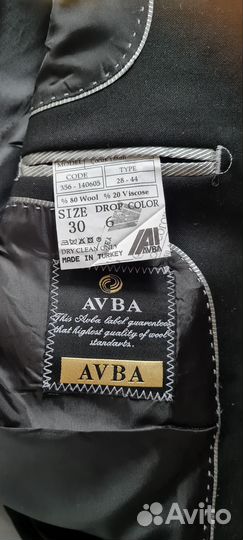 CODE TYPE
356-140605 28-44
% 80 Wool % 20 Viscose
SIZE DROP COLOR
30 6
DRY CLEAN ONLY
MADE IN TURKEY
AVBA
AVBA
This Avba label guarantees
that highest quality of wool
standarts.
AVBA
Avito